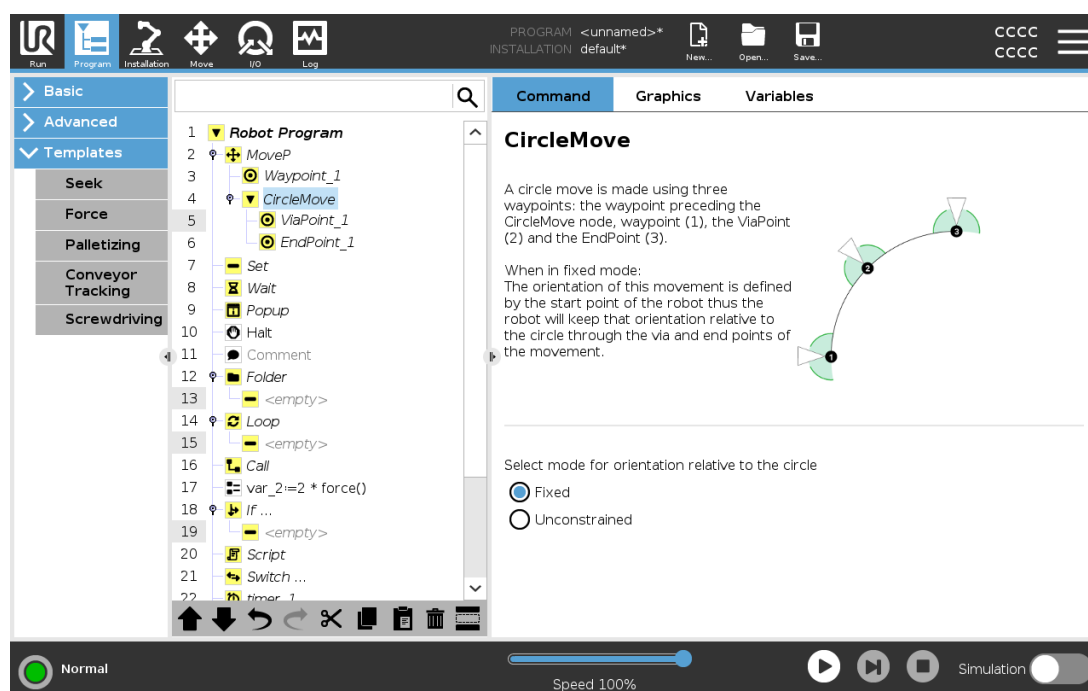 PROGRAM <unnamed>*
INSTALLATION default*
CCCC
CCCC
Run
Program
Installation
Move
I/O
Log
New...
Open...
Save...
Basic
Advanced
Templates
Seek
Force
Palletizing
Conveyor
Tracking
Screwdriving
1 Robot Program
2 MoveP
3 Waypoint_1
4 CircleMove
5 ViaPoint_1
6 EndPoint_1
7 Set
8 Wait
9 Popup
10 Halt
11 Comment
12 Folder
13 <empty>
14 Loop
15 <empty>
16 Call
17 var_2:=2 * force()
18 If ...
19 <empty>
20 Script
21 Switch ...
22 timer_1
Command
Graphics
Variables
CircleMove
A circle move is made using three
waypoints: the waypoint preceding the
CircleMove node, waypoint (1), the ViaPoint
(2) and the EndPoint (3).
When in fixed mode:
The orientation of this movement is defined
by the start point of the robot thus the
robot will keep that orientation relative to
the circle through the via and end points of
the movement.
3
2
1
Select mode for orientation relative to the circle
Fixed
Unconstrained
Normal
Speed 100%
Simulation